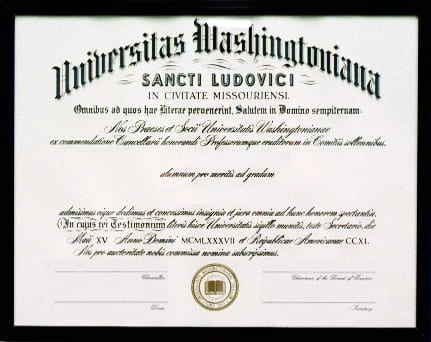 Universitas Washingtoniana
SANCTI LUDOVICI
IN CIVITATE MISSOURIENSI.
Omnibus ad quos hae literae pervenerint, Salutem in Domino sempiternam:
Nos Praeses et Socii Universitatis Washingtonianae
ex commendatione Cancellarii honorandi Professorumque eruditorum in Comitiis sollennibus,
alumnum pro meritis ad gradum
admisimus eique dedimus et concessimus insignia et jura omnia ad hunc honorem spectantia.
In cujus rei Testimonium literis hisce Universitatis sigillo munitis, teste Secretario, die
Maii XV Anno Domini MCMLXXXVII et Reipublicae Americanae CCXI.
Nos pro auctoritate nobis commissa nomina subscripsimus.
Chancellor
Chairman of the Board of Trustees
Dean
Secretary